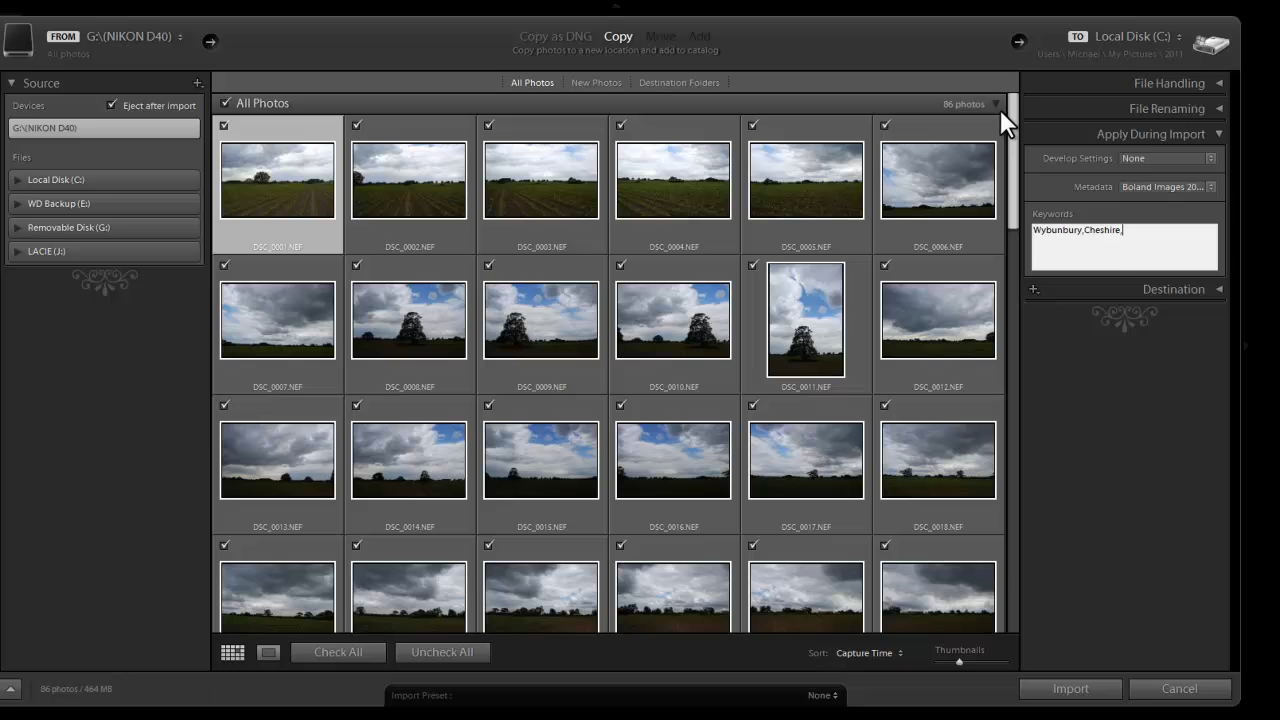 FROM G:\(NIKON D40)
All photos
Copy as DNG Copy Move Add
Copy photos to a new location and add to catalog
TO Local Disk (C:)
Users \ Michael \ My Pictures \ 2011
Source
Devices Eject after import
G:\(NIKON D40)
Files
Local Disk (C:)
WD Backup (E:)
Removable Disk (G:)
LACIE (J:)
All Photos New Photos Destination Folders
All Photos 86 photos
DSC_0001.NEF DSC_0002.NEF DSC_0003.NEF DSC_0004.NEF DSC_0005.NEF DSC_0006.NEF
DSC_0007.NEF DSC_0008.NEF DSC_0009.NEF DSC_0010.NEF DSC_0011.NEF DSC_0012.NEF
DSC_0013.NEF DSC_0014.NEF DSC_0015.NEF DSC_0016.NEF DSC_0017.NEF DSC_0018.NEF
File Handling
File Renaming
Apply During Import
Develop Settings None
Metadata Boland Images 20...
Keywords
Wybunbury,Cheshire,
Destination
Check All Uncheck All Sort: Capture Time Thumbnails
86 photos / 464 MB
Import Preset : None
Import Cancel